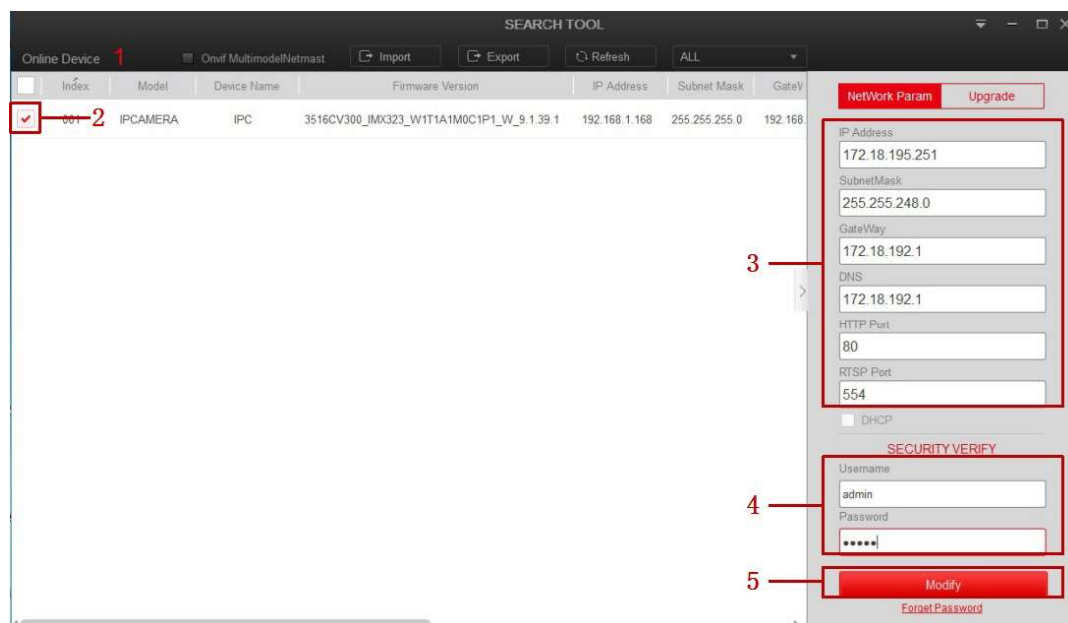 SEARCH TOOL
Online Device 1 Onvif MultimodelNetmast Import Export Refresh ALL
Index Model Device Name Firmware Version IP Address Subnet Mask GateW
2 001 IPCAMERA IPC 3516CV300_IMX323_W1T1A1M0C1P1_W_9.1.39.1 192.168.1.168 255.255.255.0 192.168.
NetWork Param Upgrade
IP Address
172.18.195.251
SubnetMask
255.255.248.0
GateWay
172.18.192.1
3
DNS
172.18.192.1
HTTP Port
80
RTSP Port
554
DHCP
SECURITY VERIFY
Username
admin
4
Password
•••••
5
Modify
Forget Password